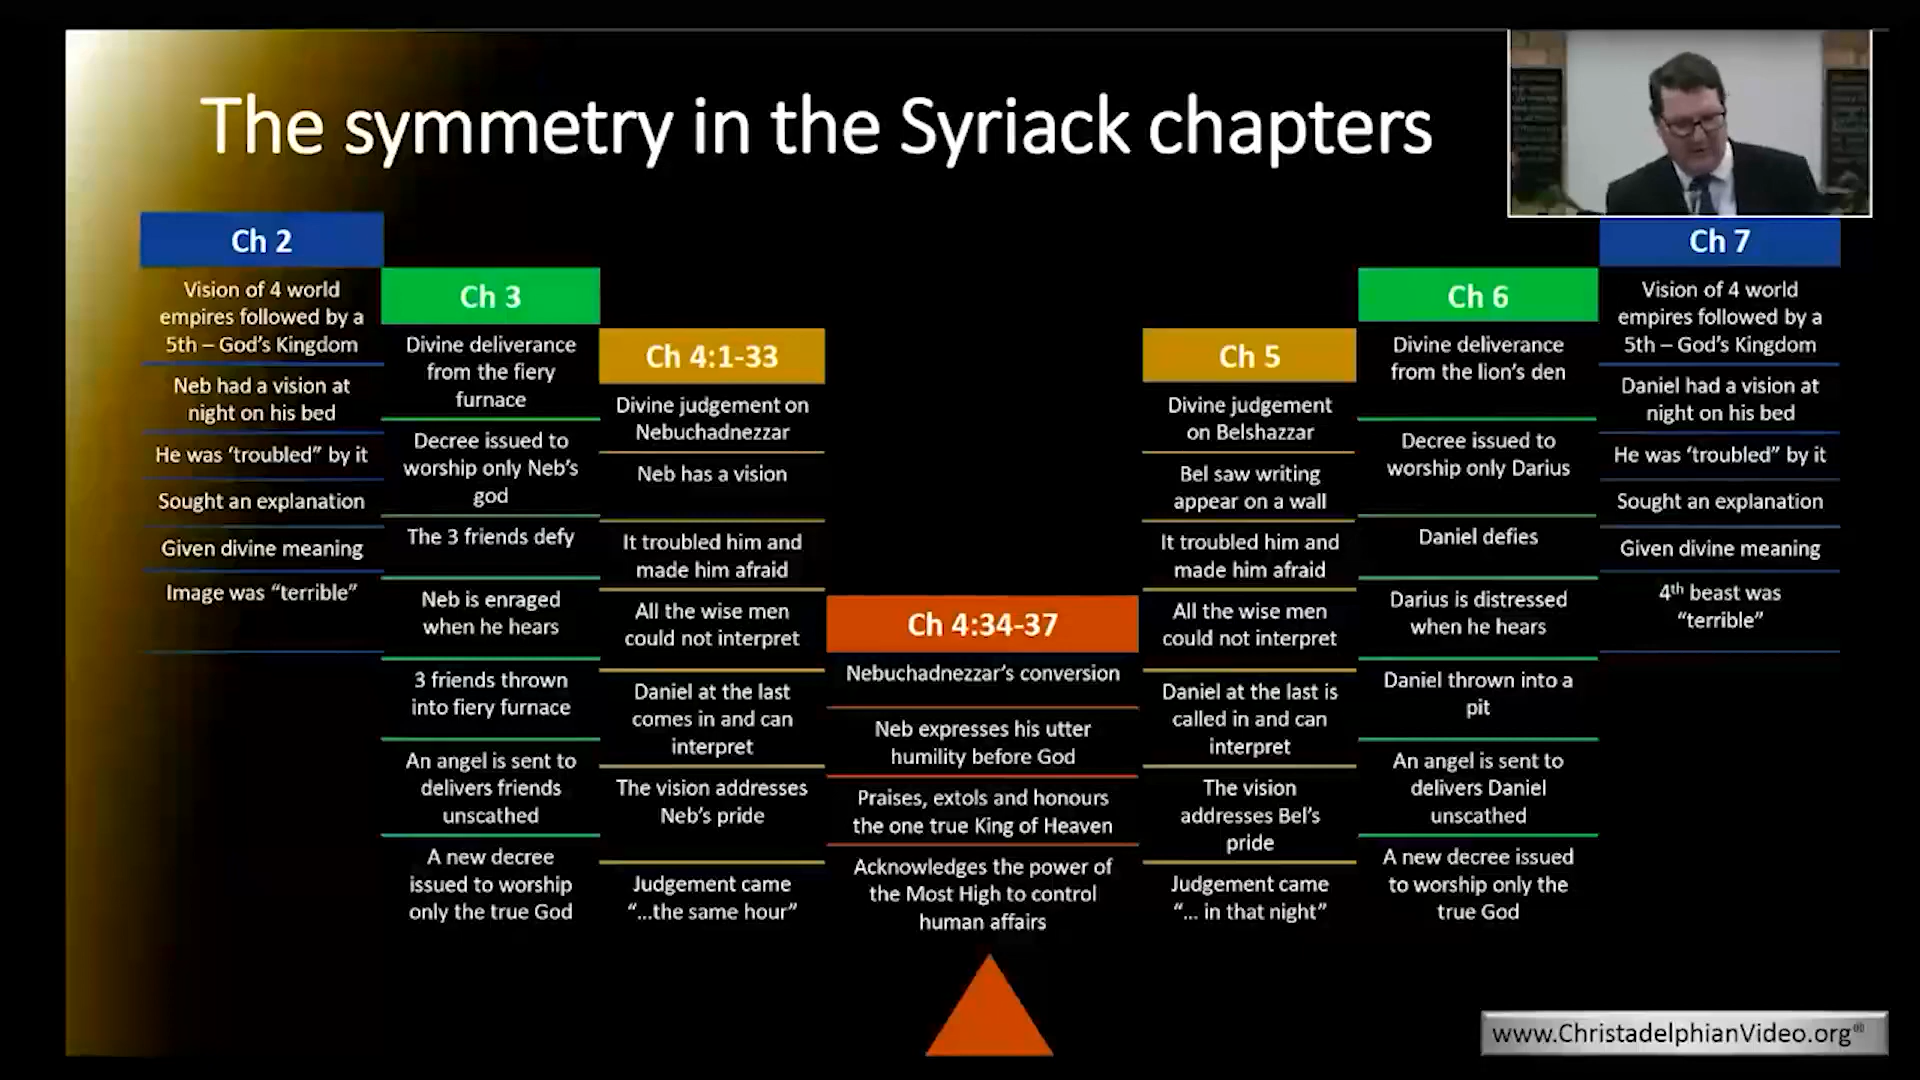 The symmetry in the Syriack chapters
Ch 2
Vision of 4 world
empires followed by a
5th – God's Kingdom
Neb had a vision at
night on his bed
He was ‘troubled” by it
Sought an explanation
Given divine meaning
Image was “terrible”
Ch 3
Divine deliverance
from the fiery
furnace
Decree issued to
worship only Neb's
god
The 3 friends defy
Neb is enraged
when he hears
3 friends thrown
into fiery furnace
An angel is sent to
delivers friends
unscathed
A new decree
issued to worship
only the true God
Ch 4:1-33
Divine judgement on
Nebuchadnezzar
Neb has a vision
It troubled him and
made him afraid
All the wise men
could not interpret
Daniel at the last
comes in and can
interpret
The vision addresses
Neb's pride
Judgement came
“...the same hour”
Ch 4:34-37
Nebuchadnezzar's conversion
Neb expresses his utter
humility before God
Praises, extols and honours
the one true King of Heaven
Acknowledges the power of
the Most High to control
human affairs
Ch 5
Divine judgement
on Belshazzar
Bel saw writing
appear on a wall
It troubled him and
made him afraid
All the wise men
could not interpret
Daniel at the last is
called in and can
interpret
The vision
addresses Bel's
pride
Judgement came
“... in that night”
Ch 6
Divine deliverance
from the lion's den
Decree issued to
worship only Darius
Daniel defies
Darius is distressed
when he hears
Daniel thrown into a
pit
An angel is sent to
delivers Daniel
unscathed
A new decree issued
to worship only the
true God
Ch 7
Vision of 4 world
empires followed by a
5th – God's Kingdom
Daniel had a vision at
night on his bed
He was ‘troubled” by it
Sought an explanation
Given divine meaning
4th beast was
“terrible”
www.ChristadelphianVideo.org®